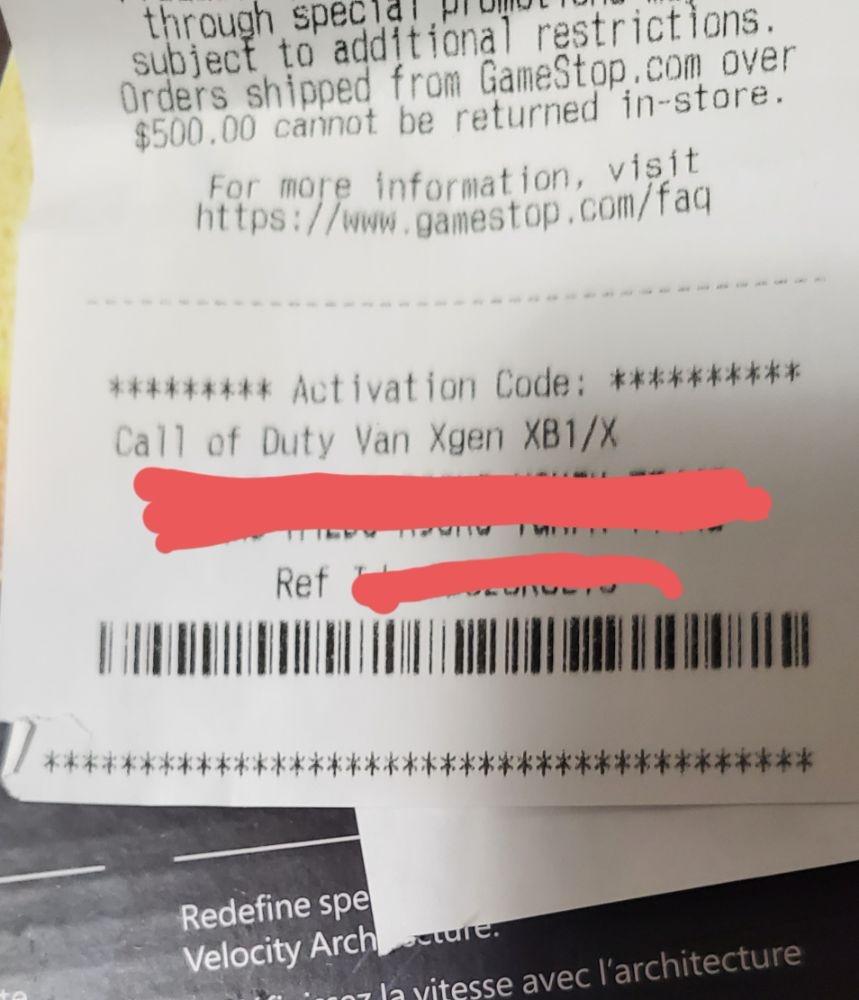 through special
subject to additional restrictions.
Orders shipped from GameStop.com over
$500.00 cannot be returned in-store.
For more information, visit
https://www.gamestop.com/faq
********* Activation Code: **********
Call of Duty Van Xgen XB1/X
Ref
*****************************************
Redefine
Velocity
la vitesse avec l'architecture